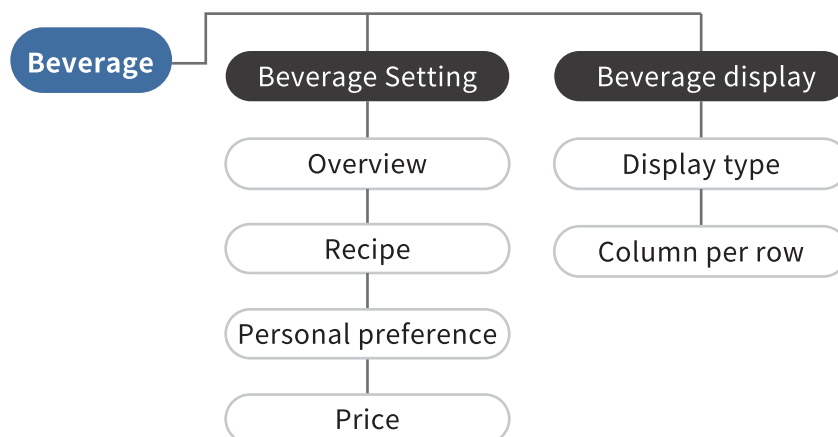 Beverage
Beverage Setting
Overview
Recipe
Personal preference
Price
Beverage display
Display type
Column per row